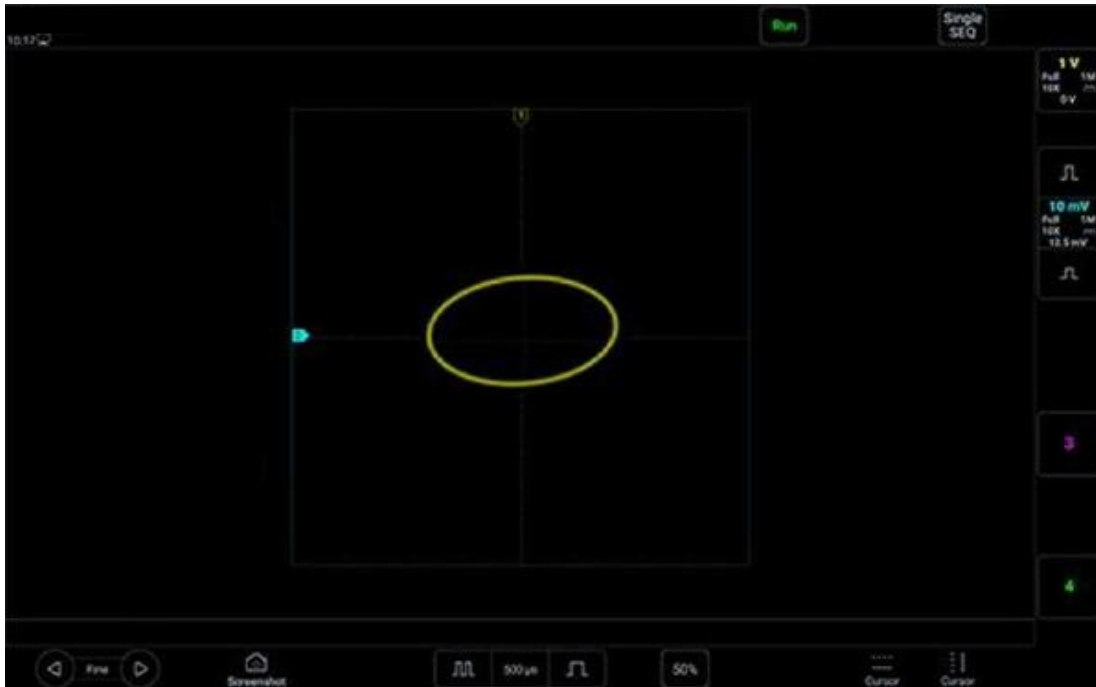 10:17
Run
Single
SEQ
1 V
Full 1M
10X
0 V
10 mV
Full 1M
10X
12.5 mV
3
4
Fine
Screenshot
500 μs
50%
Cursor
Cursor